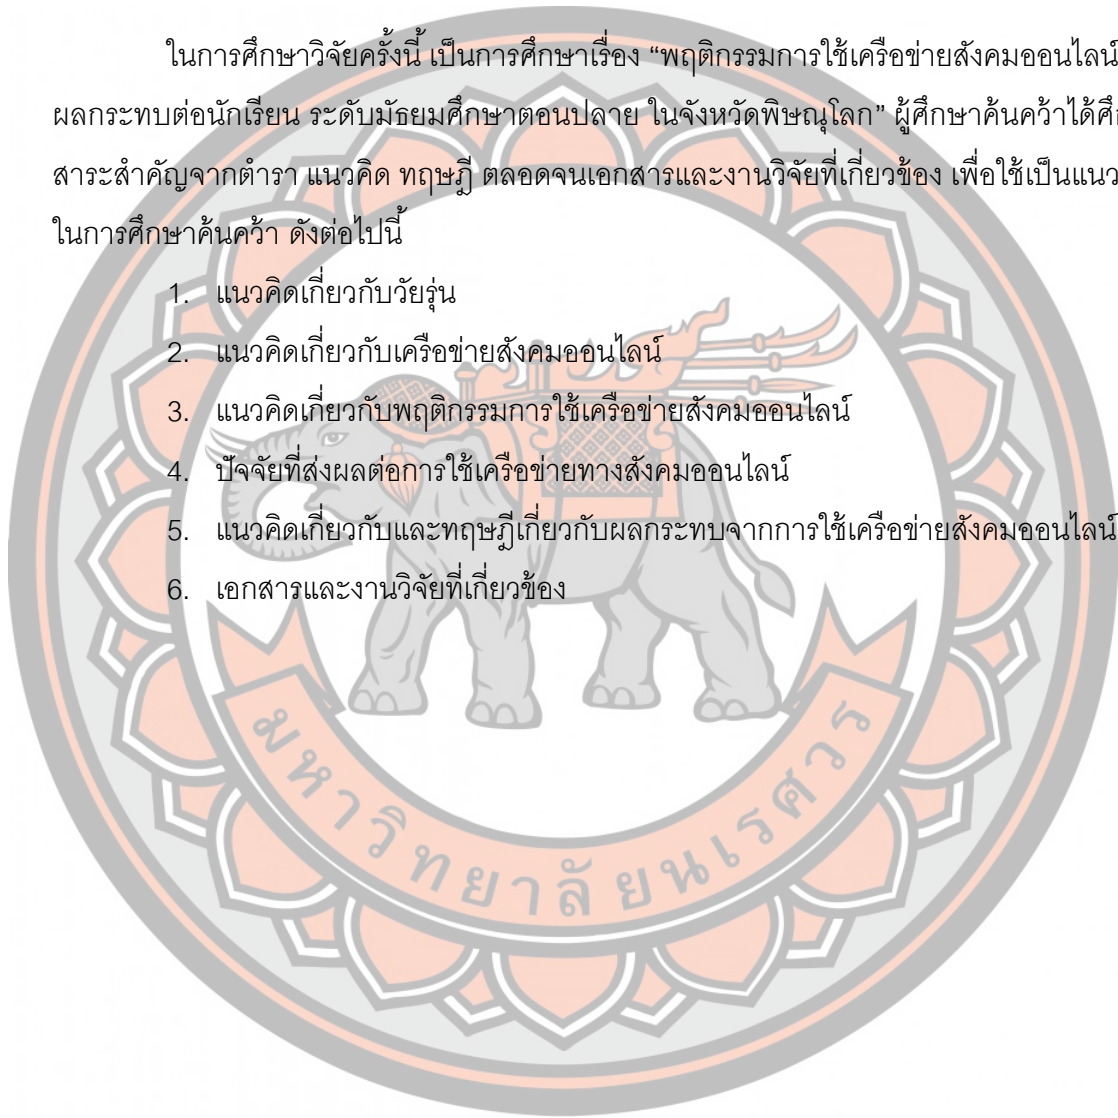 ในการศึกษาวิจัยครั้งนี้ เป็นการศึกษาเรื่อง “พฤติกรรมการใช้เครือข่ายสังคมออนไลน์
ผลกระทบต่อนักเรียน ระดับมัธยมศึกษาตอนปลาย ในจังหวัดพิษณุโลก” ผู้ศึกษาค้นคว้าได้
สาระสำคัญจากตำรา แนวคิด ทฤษฎี ตลอดจนเอกสารและงานวิจัยที่เกี่ยวข้อง เพื่อใช้เป็นแนว
ในการศึกษาค้นคว้า ดังต่อไปนี้
1. แนวคิดเกี่ยวกับวัยรุ่น
2. แนวคิดเกี่ยวกับเครือข่ายสังคมออนไลน์
3. แนวคิดเกี่ยวกับพฤติกรรมการใช้เครือข่ายสังคมออนไลน์
4. ปัจจัยที่ส่งผลต่อการใช้เครือข่ายทางสังคมออนไลน์
5. แนวคิดเกี่ยวกับและทฤษฎีเกี่ยวกับผลกระทบจากการใช้เครือข่ายสังคมออนไลน์
6. เอกสารและงานวิจัยที่เกี่ยวข้อง
มหาวิทยาลัยนเรศวร